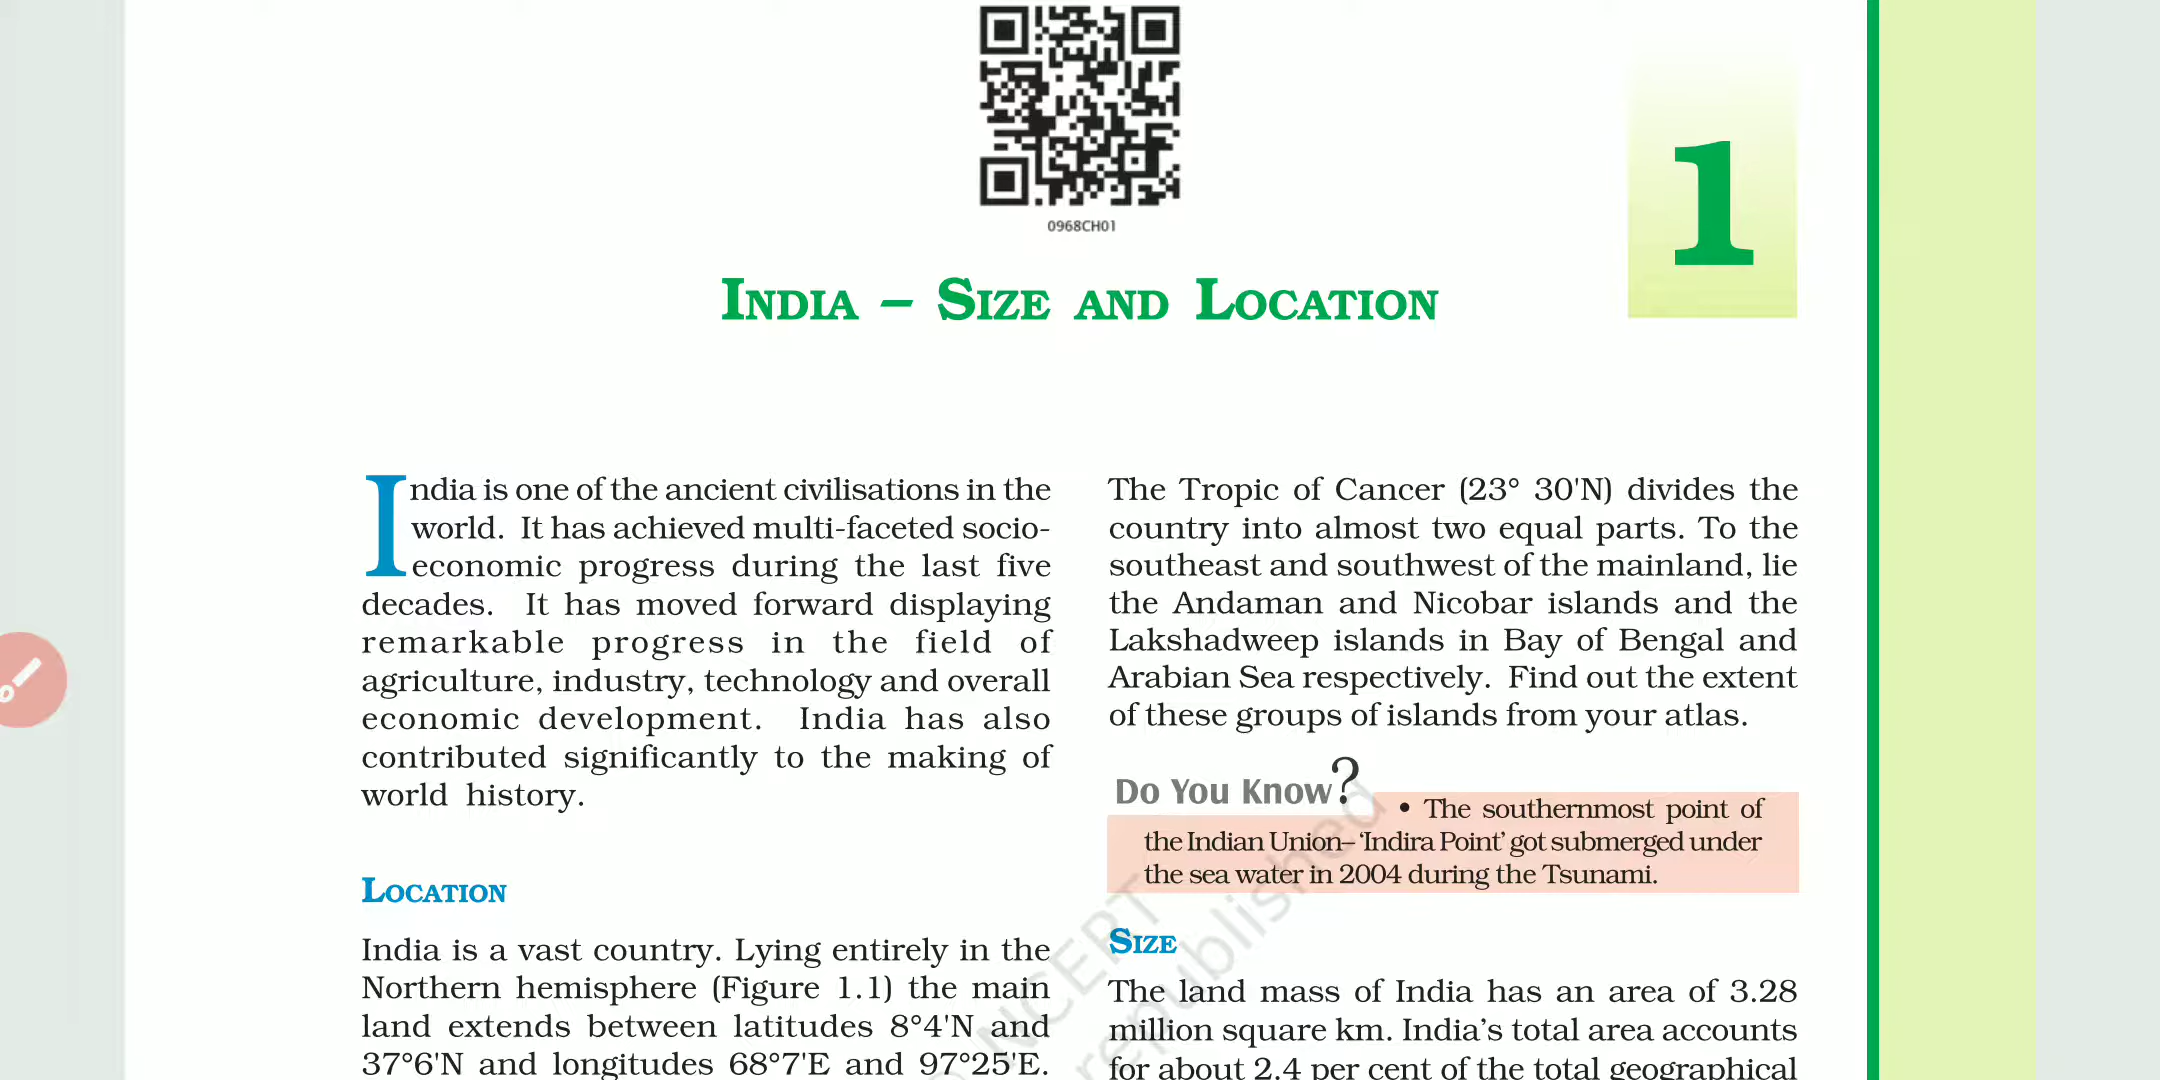 0968CH01
1
INDIA – SIZE AND LOCATION
India is one of the ancient civilisations in the
world. It has achieved multi-faceted socio-
economic progress during the last five
decades. It has moved forward displaying
remarkable progress in the field of
agriculture, industry, technology and overall
economic development. India has also
contributed significantly to the making of
world history.
LOCATION
India is a vast country. Lying entirely in the
Northern hemisphere (Figure 1.1) the main
land extends between latitudes 8°4'N and
37°6'N and longitudes 68°7'E and 97°25'E.
The Tropic of Cancer (23° 30'N) divides the
country into almost two equal parts. To the
southeast and southwest of the mainland, lie
the Andaman and Nicobar islands and the
Lakshadweep islands in Bay of Bengal and
Arabian Sea respectively. Find out the extent
of these groups of islands from your atlas.
Do You Know?
• The southernmost point of
the Indian Union– ‘Indira Point’ got submerged under
the sea water in 2004 during the Tsunami.
SIZE
The land mass of India has an area of 3.28
million square km. India’s total area accounts
for about 2.4 per cent of the total geographical
NCERT
republished